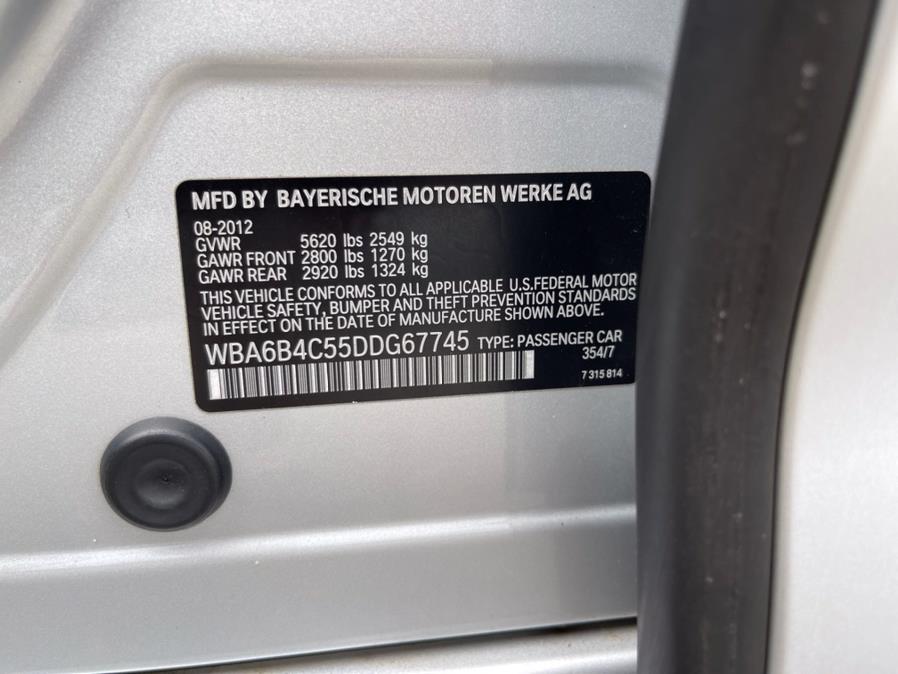 MFD BY BAYERISCHE MOTOREN WERKE AG
08-2012
GVWR 5620 lbs 2549 kg
GAWR FRONT 2800 lbs 1270 kg
GAWR REAR 2920 lbs 1324 kg
THIS VEHICLE CONFORMS TO ALL APPLICABLE U.S.FEDERAL MOTOR
VEHICLE SAFETY, BUMPER AND THEFT PREVENTION STANDARDS
IN EFFECT ON THE DATE OF MANUFACTURE SHOWN ABOVE.
WBA6B4C55DDG67745 TYPE: PASSENGER CAR
354/7
7 315 814